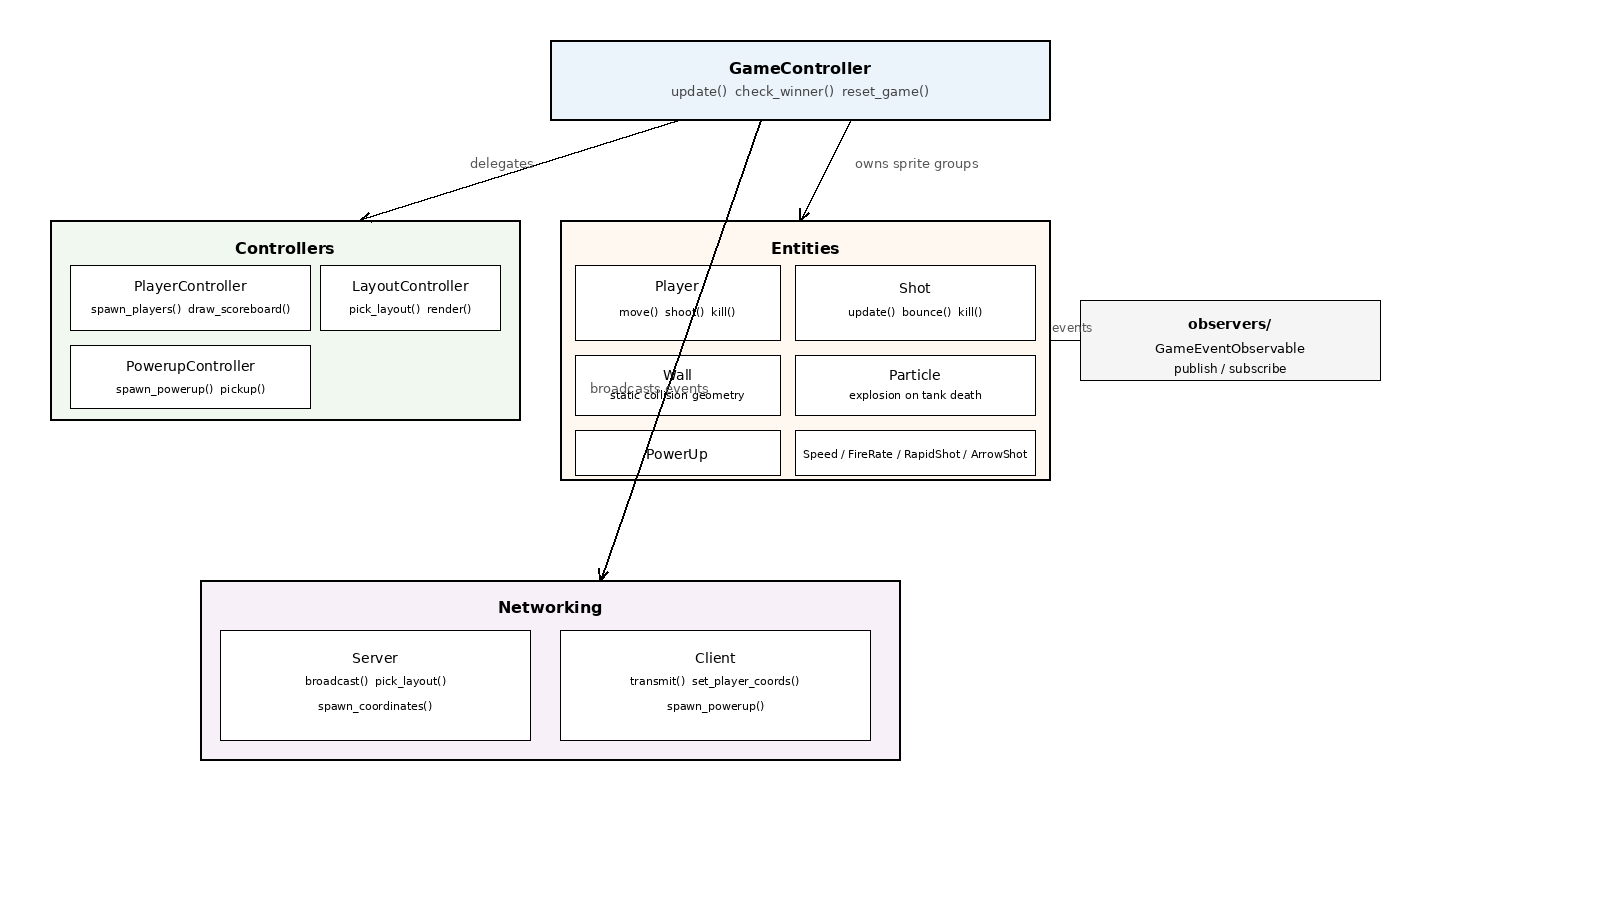 GameController
update()  check_winner()  reset_game()
delegates
owns sprite groups
Controllers
PlayerController
spawn_players()  draw_scoreboard()
LayoutController
pick_layout()  render()
PowerupController
spawn_powerup()  pickup()
Entities
Player
move()  shoot()  kill()
Shot
update()  bounce()  kill()
Wall
broadcasts events
static collision geometry
Particle
explosion on tank death
PowerUp
Speed / FireRate / RapidShot / ArrowShot
events
observers/
GameEventObservable
publish / subscribe
Networking
Server
broadcast()  pick_layout()
spawn_coordinates()
Client
transmit()  set_player_coords()
spawn_powerup()